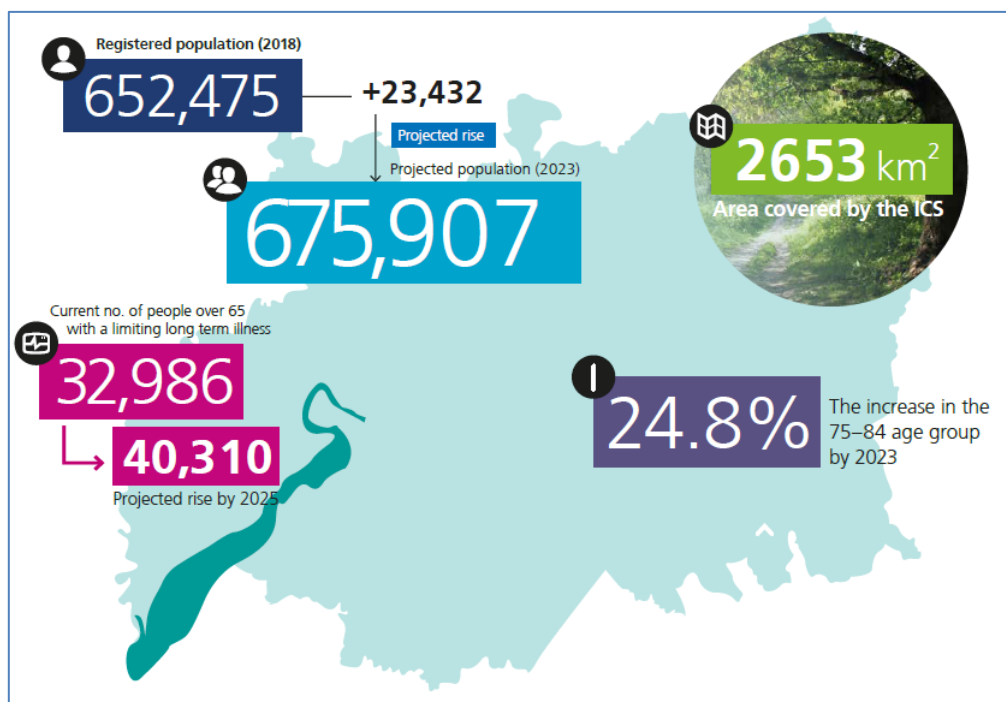 Registered population (2018)
652,475
+23,432
Projected rise
Projected population (2023)
675,907
2653 km²
Area covered by the ICS
Current no. of people over 65
with a limiting long term illness
32,986
40,310
Projected rise by 2025
24.8%
The increase in the
75–84 age group
by 2023